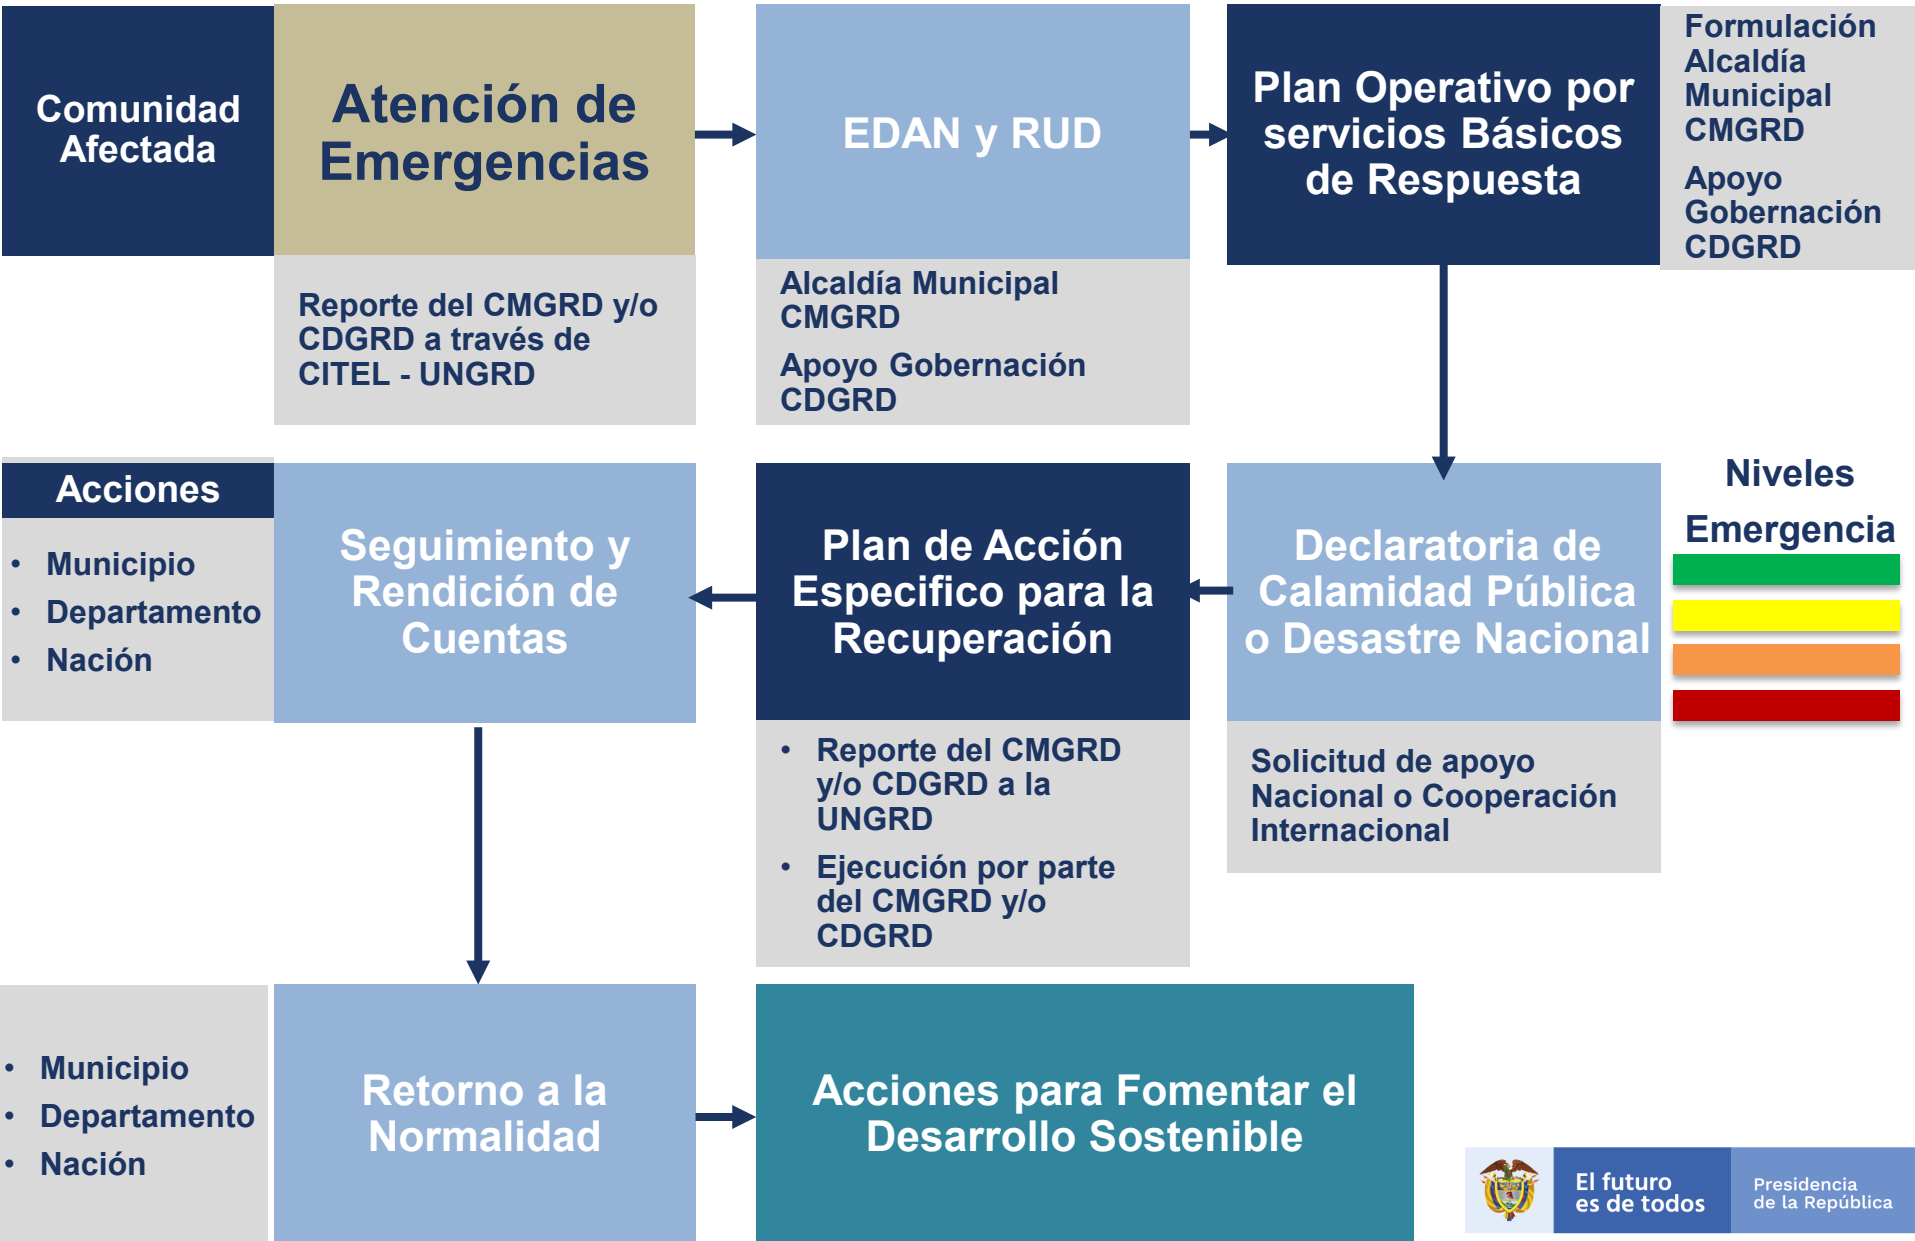 Comunidad
Afectada
Atención de
Emergencias
EDAN y RUD
Plan Operativo por
servicios Básicos
de Respuesta
Formulación
Alcaldía
Municipal
CMGRD
Apoyo
Gobernación
CDGRD
Reporte del CMGRD y/o
CDGRD a través de
CITEL - UNGRD
Alcaldía Municipal
CMGRD
Apoyo Gobernación
CDGRD
Acciones
• Municipio
• Departamento
• Nación
Seguimiento y
Rendición de
Cuentas
Plan de Acción
Especifico para la
Recuperación
Declaratoria de
Calamidad Pública
o Desastre Nacional
Niveles
Emergencia
• Reporte del CMGRD
y/o CDGRD a la
UNGRD
• Ejecución por parte
del CMGRD y/o
CDGRD
Solicitud de apoyo
Nacional o Cooperación
Internacional
• Municipio
• Departamento
• Nación
Retorno a la
Normalidad
Acciones para Fomentar el
Desarrollo Sostenible
El futuro
es de todos
Presidencia
de la República